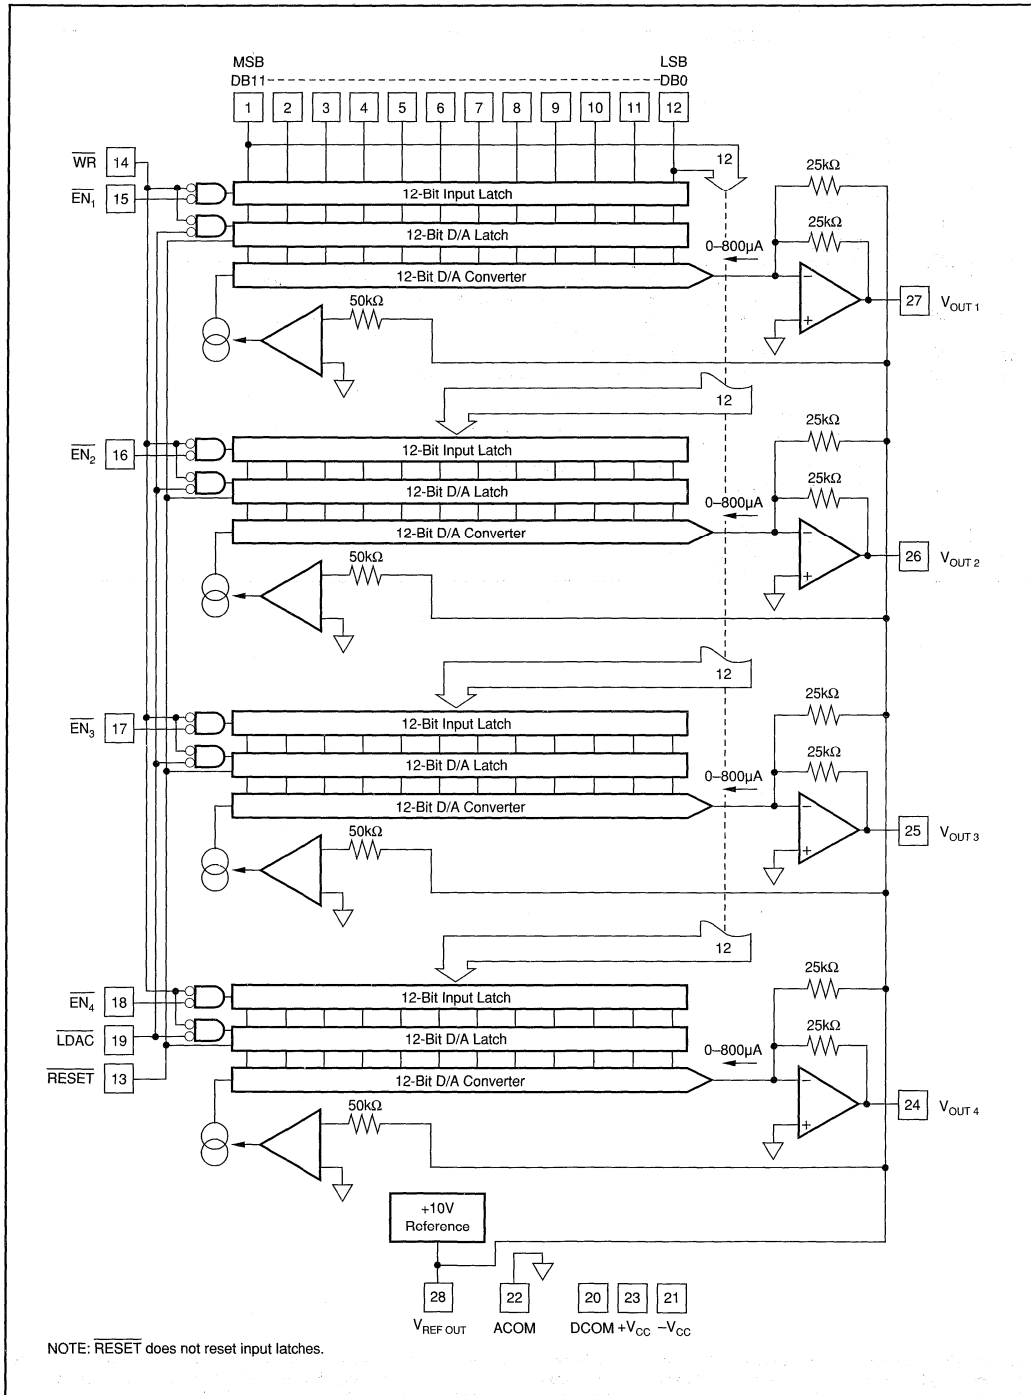 MSB LSB
DB11 DB0
1 2 3 4 5 6 7 8 9 10 11 12
WR 14
12
25kΩ
EN1 15
12-Bit Input Latch
25kΩ
12-Bit D/A Latch
0–800µA
12-Bit D/A Converter
−
50kΩ
+
27 VOUT 1
12
EN2 16
12-Bit Input Latch
25kΩ
12-Bit D/A Latch
25kΩ
0–800µA
12-Bit D/A Converter
−
50kΩ
+
26 VOUT 2
12
EN3 17
12-Bit Input Latch
25kΩ
12-Bit D/A Latch
25kΩ
0–800µA
12-Bit D/A Converter
−
50kΩ
+
25 VOUT 3
12
EN4 18
12-Bit Input Latch
25kΩ
LDAC 19
12-Bit D/A Latch
25kΩ
0–800µA
RESET 13
12-Bit D/A Converter
−
50kΩ
+
24 VOUT 4
+10V
Reference
28 22 20 23 21
VREF OUT ACOM DCOM +VCC −VCC
NOTE: RESET does not reset input latches.